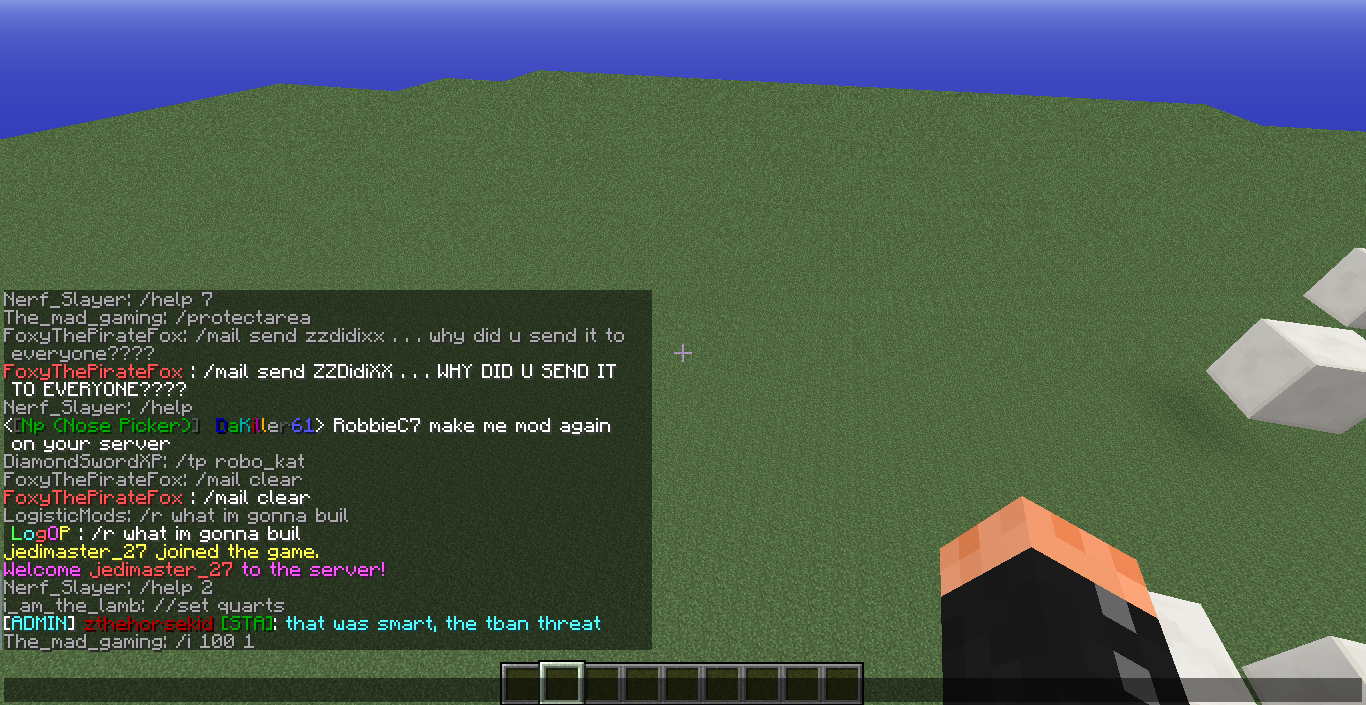 Nerf_Slayer: /help 7
The_mad_gaming: /protectarea
FoxyThePirateFox: /mail send zzdidixx . . . why did u send it to
everyone????
FoxyThePirateFox : /mail send ZZDidiXX . . . WHY DID U SEND IT
TO EVERYONE????
Nerf_Slayer: /help
<[Np (Nose Picker)] DaKiller61> RobbieC7 make me mod again
on your server
DiamondSwordXP: /tp robo_kat
FoxyThePirateFox: /mail clear
FoxyThePirateFox : /mail clear
LogisticMods: /r what im gonna buil
LogOP : /r what im gonna buil
jedimaster_27 joined the game.
Welcome jedimaster_27 to the server!
Nerf_Slayer: /help 2
i_am_the_lamb: //set quarts
[ADMIN] zthehorsekid [STA]: that was smart, the tban threat
The_mad_gaming: /i 100 1